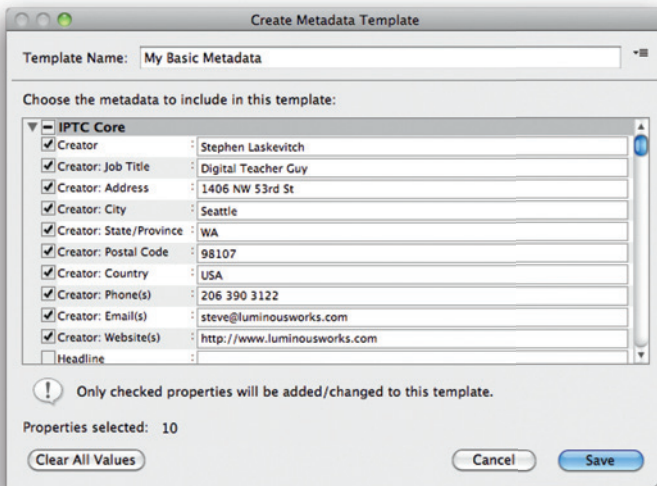 Create Metadata Template
Template Name: My Basic Metadata
Choose the metadata to include in this template:
IPTC Core
Creator : Stephen Laskevitch
Creator: Job Title : Digital Teacher Guy
Creator: Address : 1406 NW 53rd St
Creator: City : Seattle
Creator: State/Province : WA
Creator: Postal Code : 98107
Creator: Country : USA
Creator: Phone(s) : 206 390 3122
Creator: Email(s) : steve@luminousworks.com
Creator: Website(s) : http://www.luminousworks.com
Headline :
Only checked properties will be added/changed to this template.
Properties selected: 10
Clear All Values Cancel Save